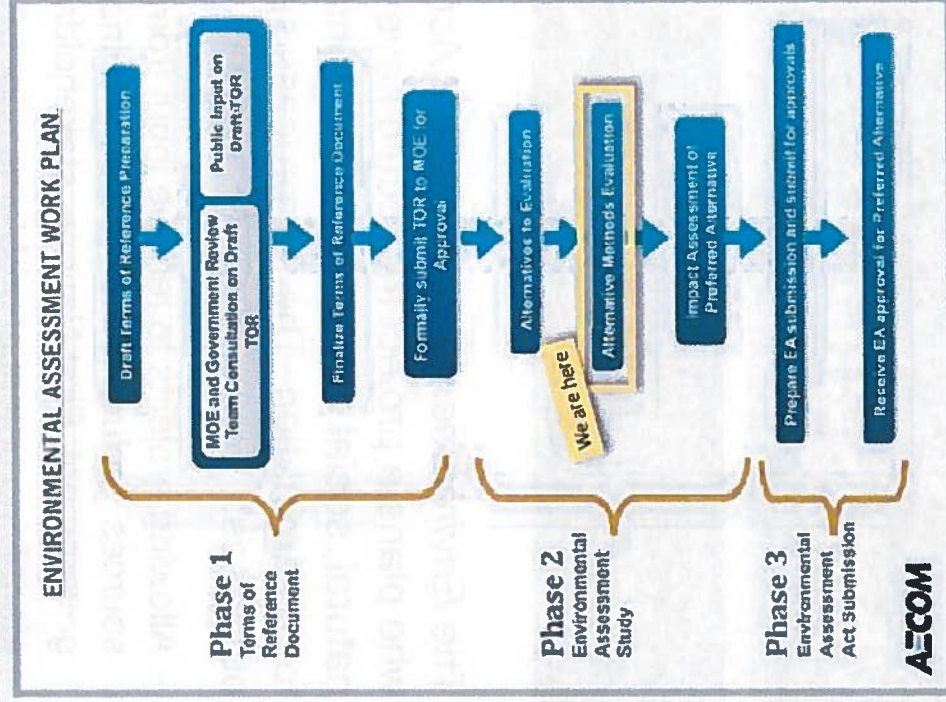 ENVIRONMENTAL ASSESSMENT WORK PLAN
Phase 1
Terms of
Reference
Document
Draft Terms of Reference Preparation
MOE and Government Review
Team Consultation on Draft
TOR
Public Input on
Draft TOR
Finalize Terms of Reference Document
Formally submit TOR to MOE for
Approval
Phase 2
Environmental
Assessment
Study
Alternatives to Evaluation
We are here
Alternative Methods Evaluation
Impact Assessment of
Preferred Alternative
Phase 3
Environmental
Assessment
Act Submission
Prepare EA submission and submit for approvals
Receive EA approval for Preferred Alternative
AECOM